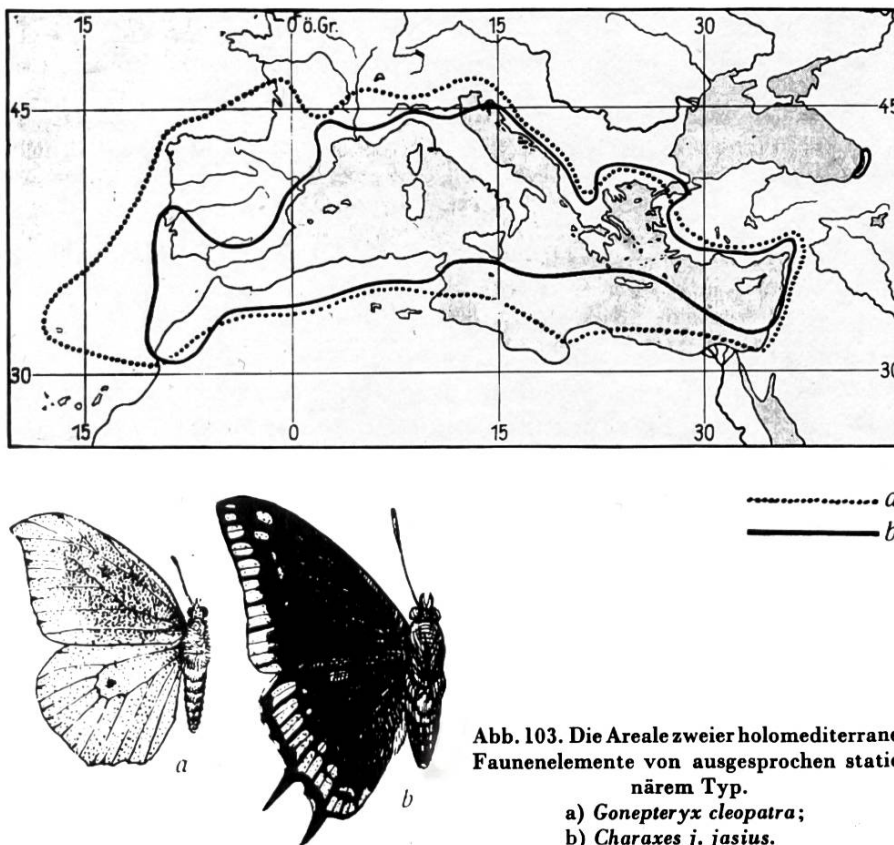 15 0° ö.Gr. 15 30
45 45
30 30
15 0 15 30
a
b
a
b
Abb. 103. Die Areale zweier holomediterrane
Faunenelemente von ausgesprochen statio
närem Typ.
a) Gonepteryx cleopatra;
b) Charaxes j. jasius.